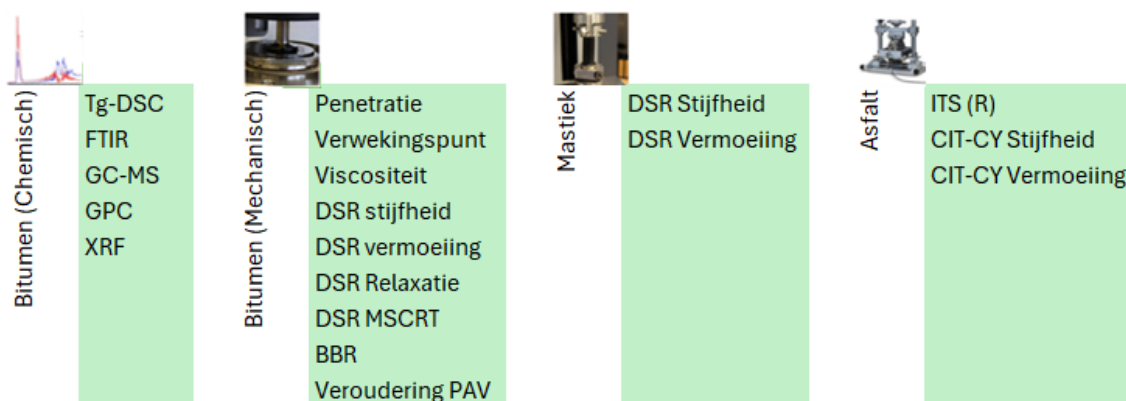 Bitumen (Chemisch)
Tg-DSC
FTIR
GC-MS
GPC
XRF
Bitumen (Mechanisch)
Penetratie
Verwekingspunt
Viscositeit
DSR stijfheid
DSR vermoeiing
DSR Relaxatie
DSR MSCRT
BBR
Veroudering PAV
Mastiek
DSR Stijfheid
DSR Vermoeiing
Asfalt
ITS (R)
CIT-CY Stijfheid
CIT-CY Vermoeiing